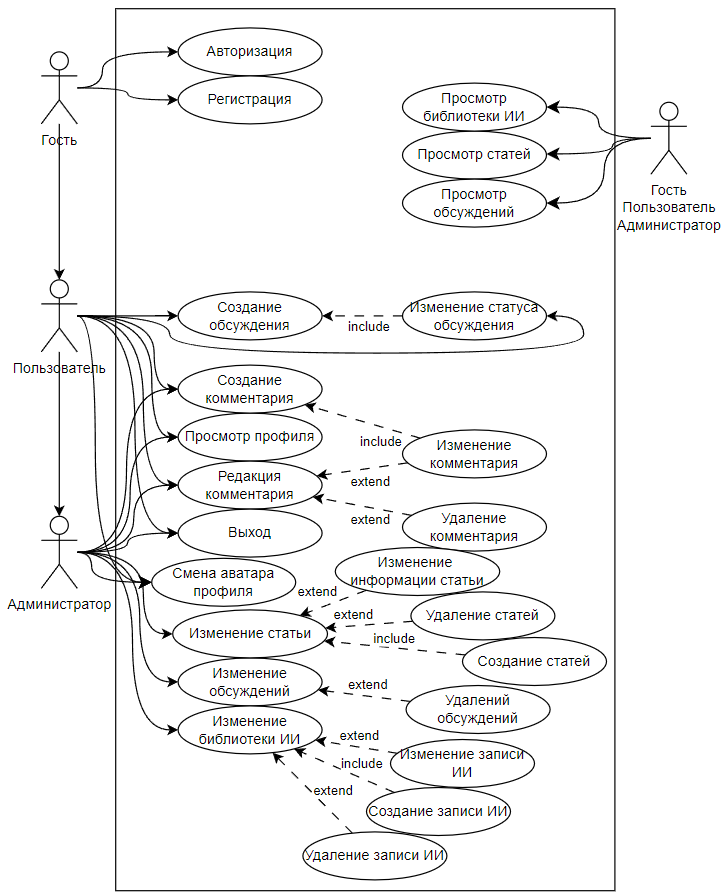 Авторизация
Регистрация
Гость
Просмотр
библиотеки ИИ
Просмотр статей
Просмотр
обсуждений
Гость
Пользователь
Администратор
Создание
обсуждения
include
Изменение статуса
обсуждения
Пользователь
Создание
комментария
include
Просмотр профиля
Изменение
комментария
Редакция
комментария
extend
extend
Удаление
комментария
Выход
Администратор
Смена аватара
профиля
Изменение
информации статьи
extend
extend
Удаление статей
Изменение статьи
include
Создание статей
Изменение
обсуждений
extend
Удалений
обсуждений
Изменение
библиотеки ИИ
extend
Изменение записи
ИИ
include
Создание записи ИИ
extend
Удаление записи ИИ